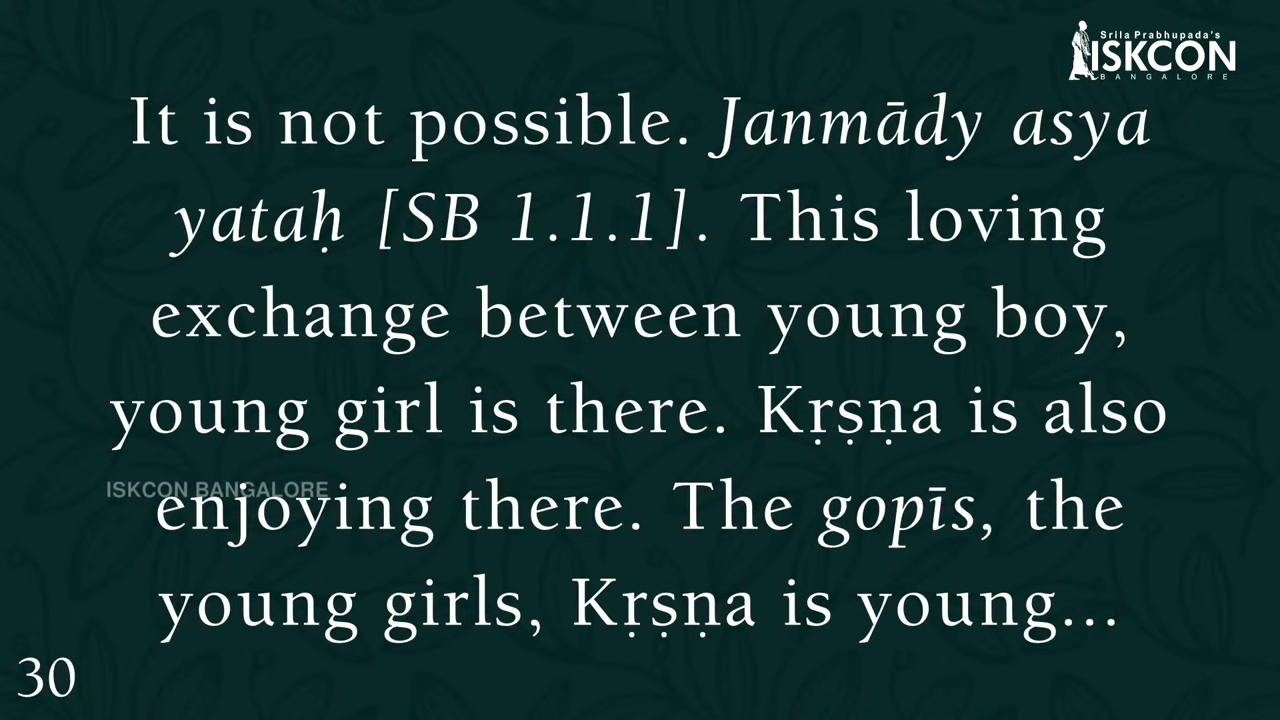 Srila Prabhupada's
ISKCON
BANGALORE
It is not possible. Janmādy asya
yataḥ [SB 1.1.1]. This loving
exchange between young boy,
young girl is there. Kṛṣṇa is also
ISKCON BANGALORE
enjoying there. The gopīs, the
young girls, Kṛṣṇa is young...
30